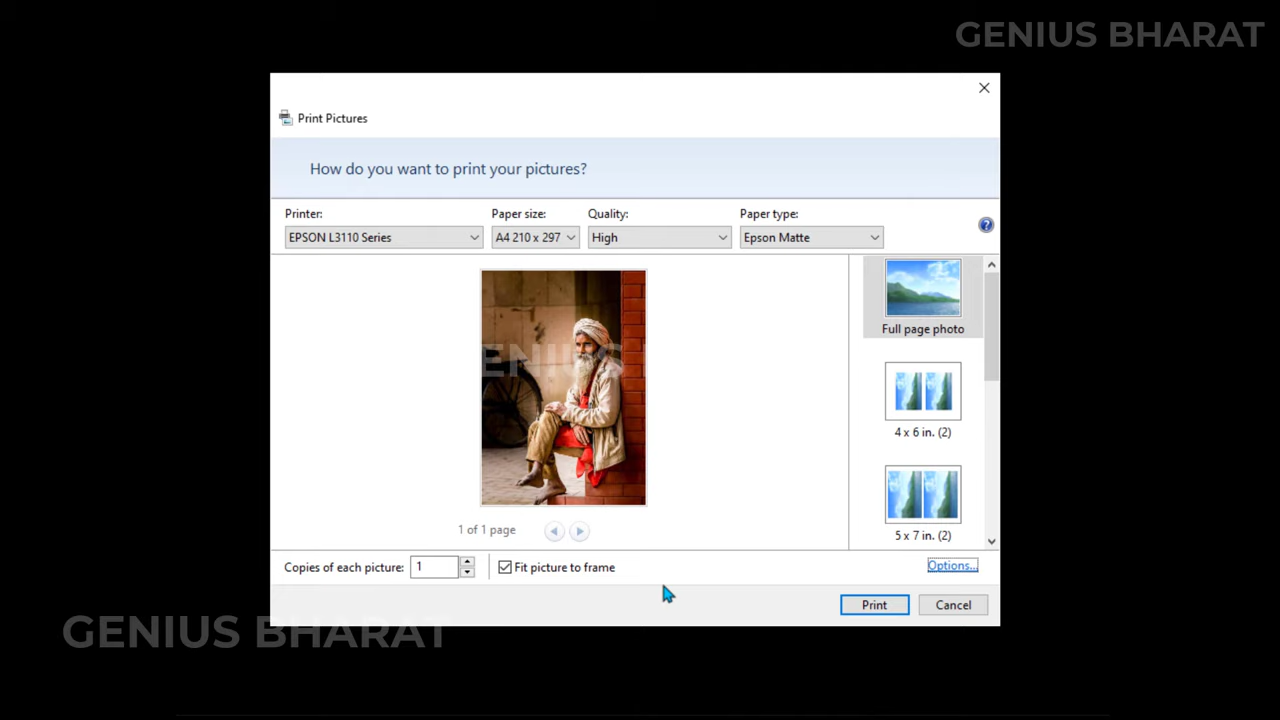 GENIUS BHARAT
Print Pictures
How do you want to print your pictures?
Printer:
Paper size:
Quality:
Paper type:
EPSON L3110 Series
A4 210 x 297
High
Epson Matte
Full page photo
ENIUS
4 x 6 in. (2)
1 of 1 page
5 x 7 in. (2)
Copies of each picture:
1
Fit picture to frame
Options...
Print
Cancel
GENIUS BHARAT